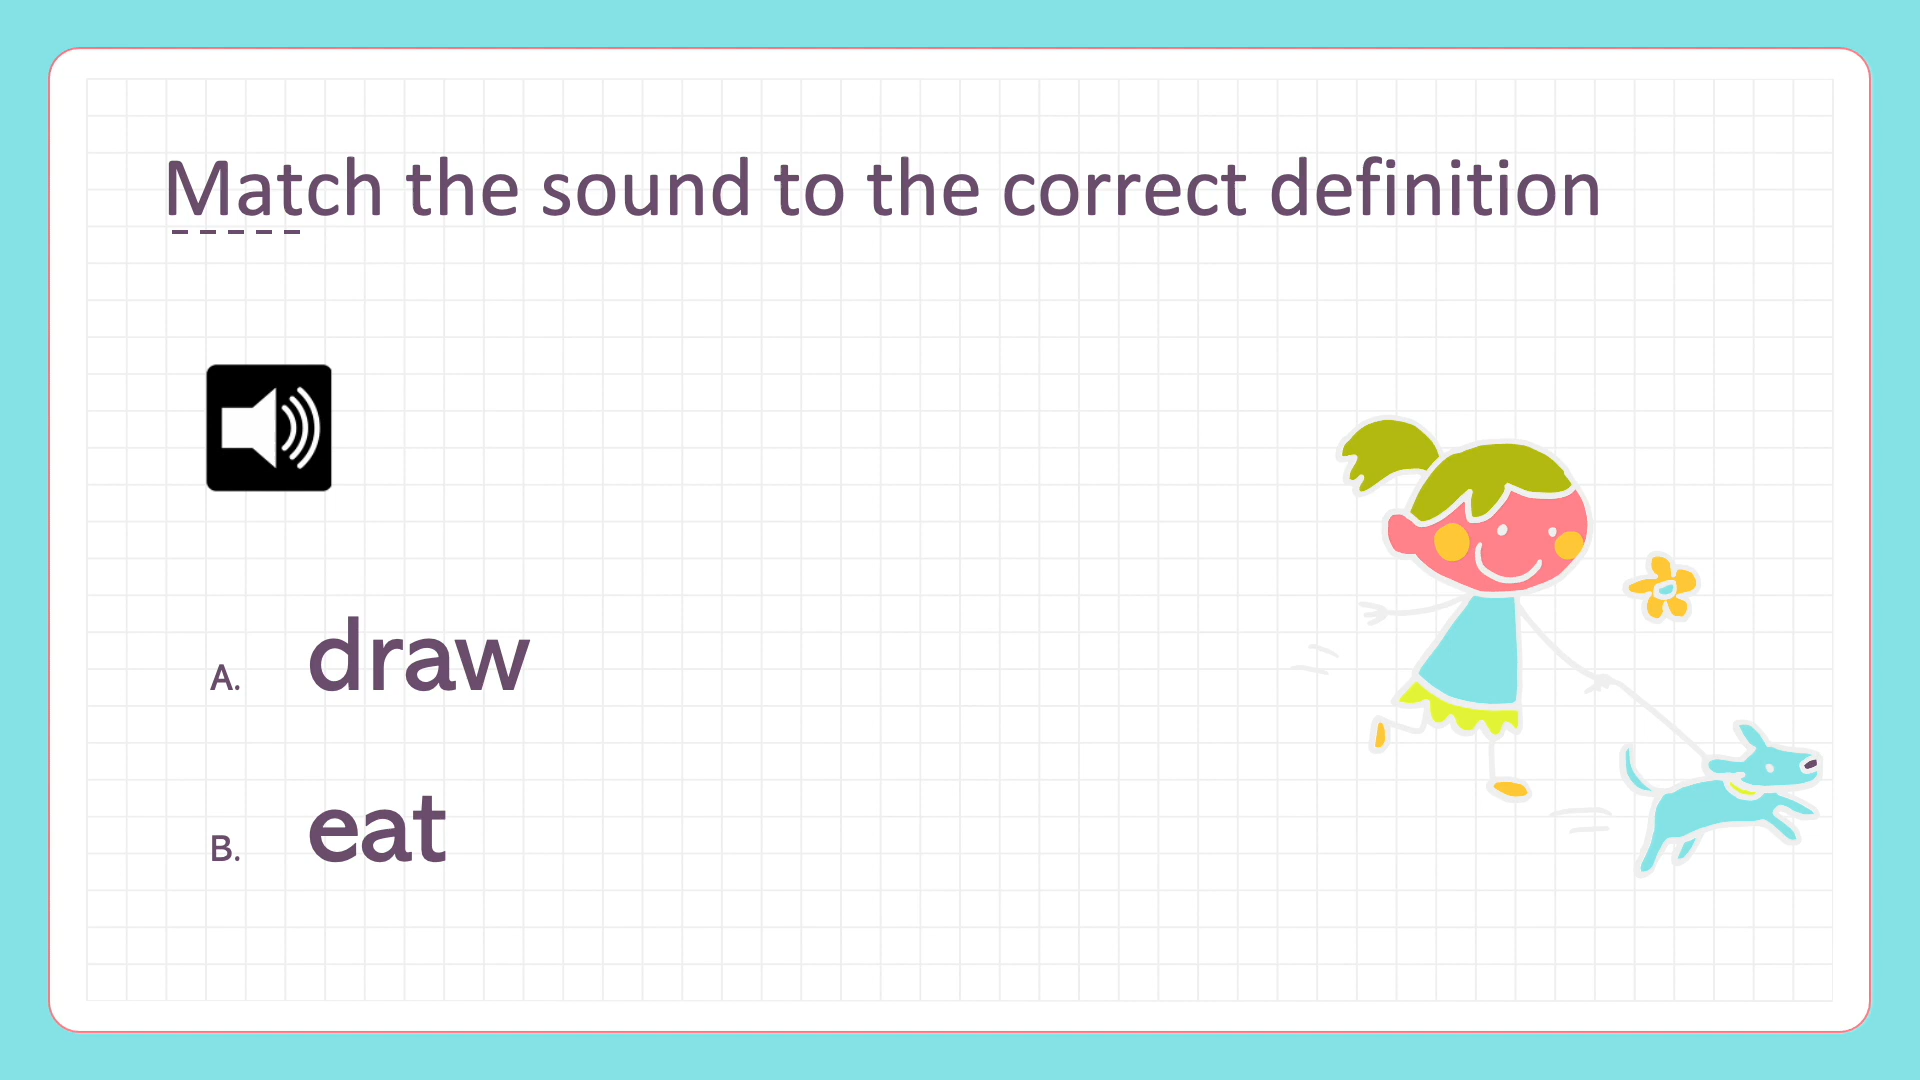 Match the sound to the correct definition
A. draw
B. eat